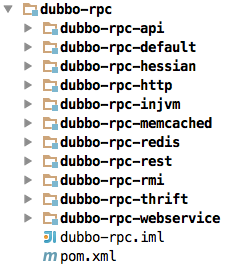 dubbo-rpc
dubbo-rpc-api
dubbo-rpc-default
dubbo-rpc-hessian
dubbo-rpc-http
dubbo-rpc-injvm
dubbo-rpc-memcached
dubbo-rpc-redis
dubbo-rpc-rest
dubbo-rpc-rmi
dubbo-rpc-thrift
dubbo-rpc-webservice
dubbo-rpc.iml
pom.xml